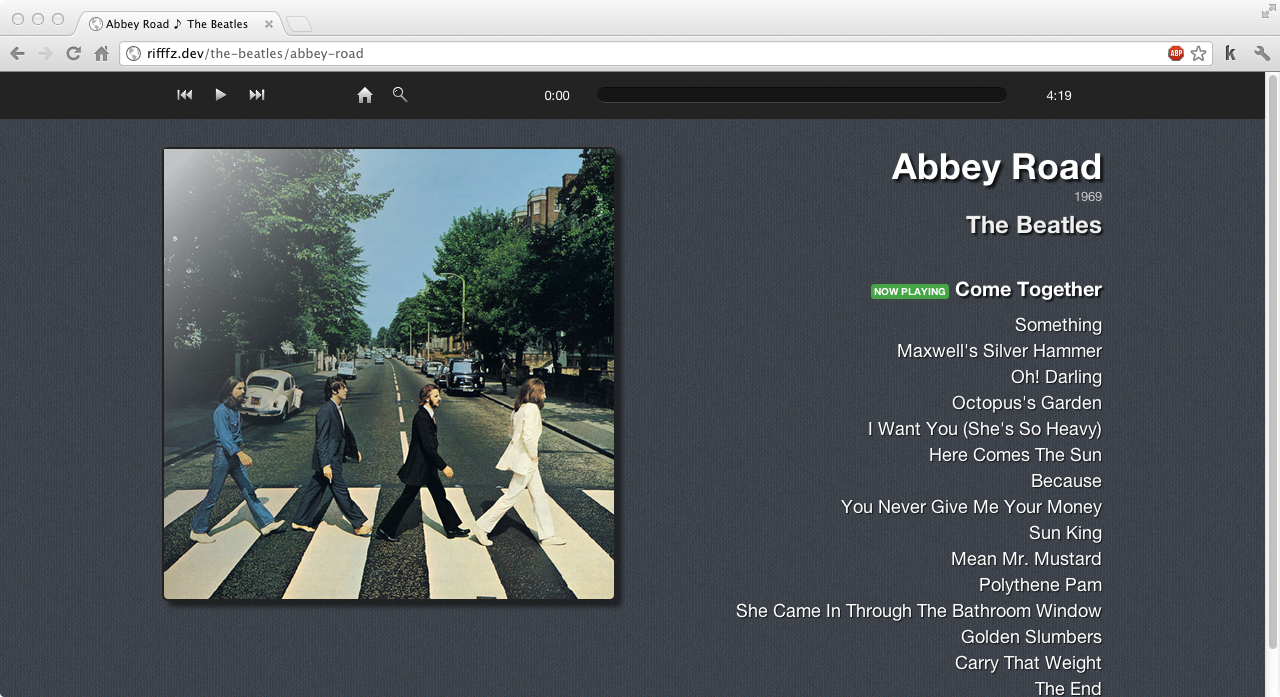 Abbey Road ♪ The Beatles
rifffz.dev/the-beatles/abbey-road
ABP
k
0:00
4:19
Abbey Road
1969
The Beatles
NOW PLAYING Come Together
Something
Maxwell's Silver Hammer
Oh! Darling
Octopus's Garden
I Want You (She's So Heavy)
Here Comes The Sun
Because
You Never Give Me Your Money
Sun King
Mean Mr. Mustard
Polythene Pam
She Came In Through The Bathroom Window
Golden Slumbers
Carry That Weight
The End